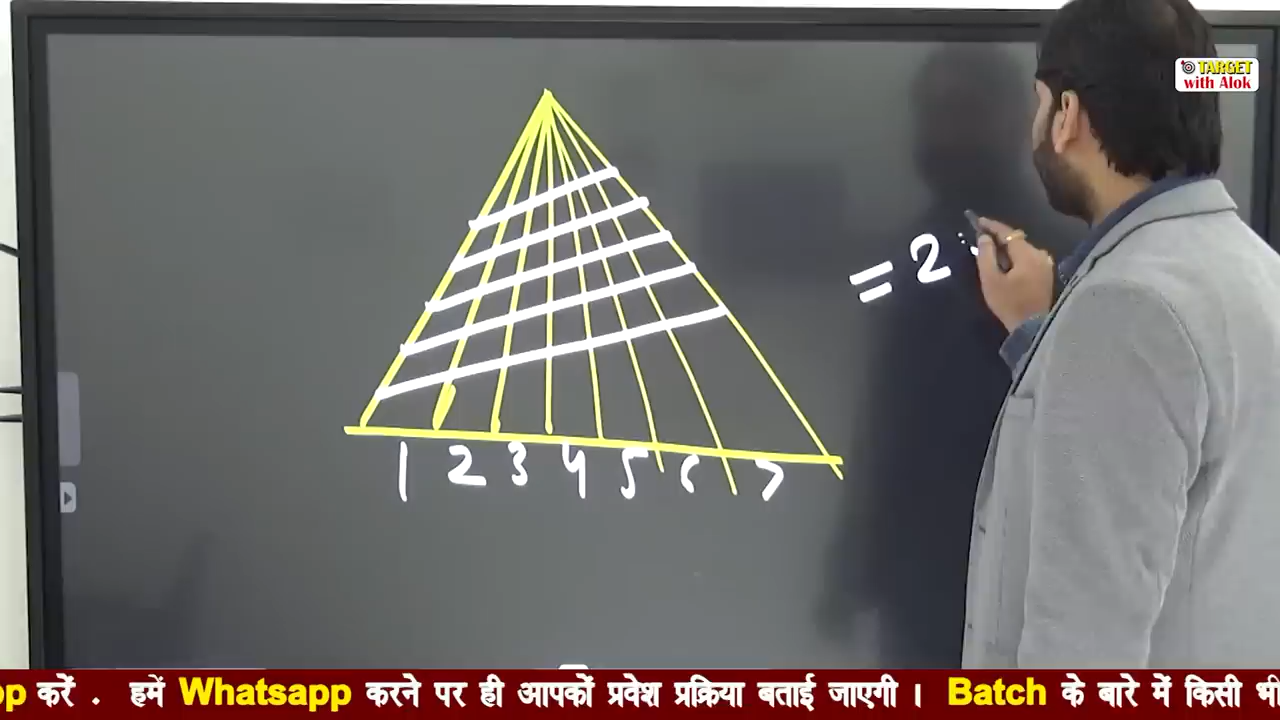 TARGET
with Alok
= 2
1 2 3 4 5 6 7
pp करें . हमें Whatsapp करने पर ही आपकों प्रवेश प्रक्रिया बताई जाएगी । Batch के बारे में किसी भी